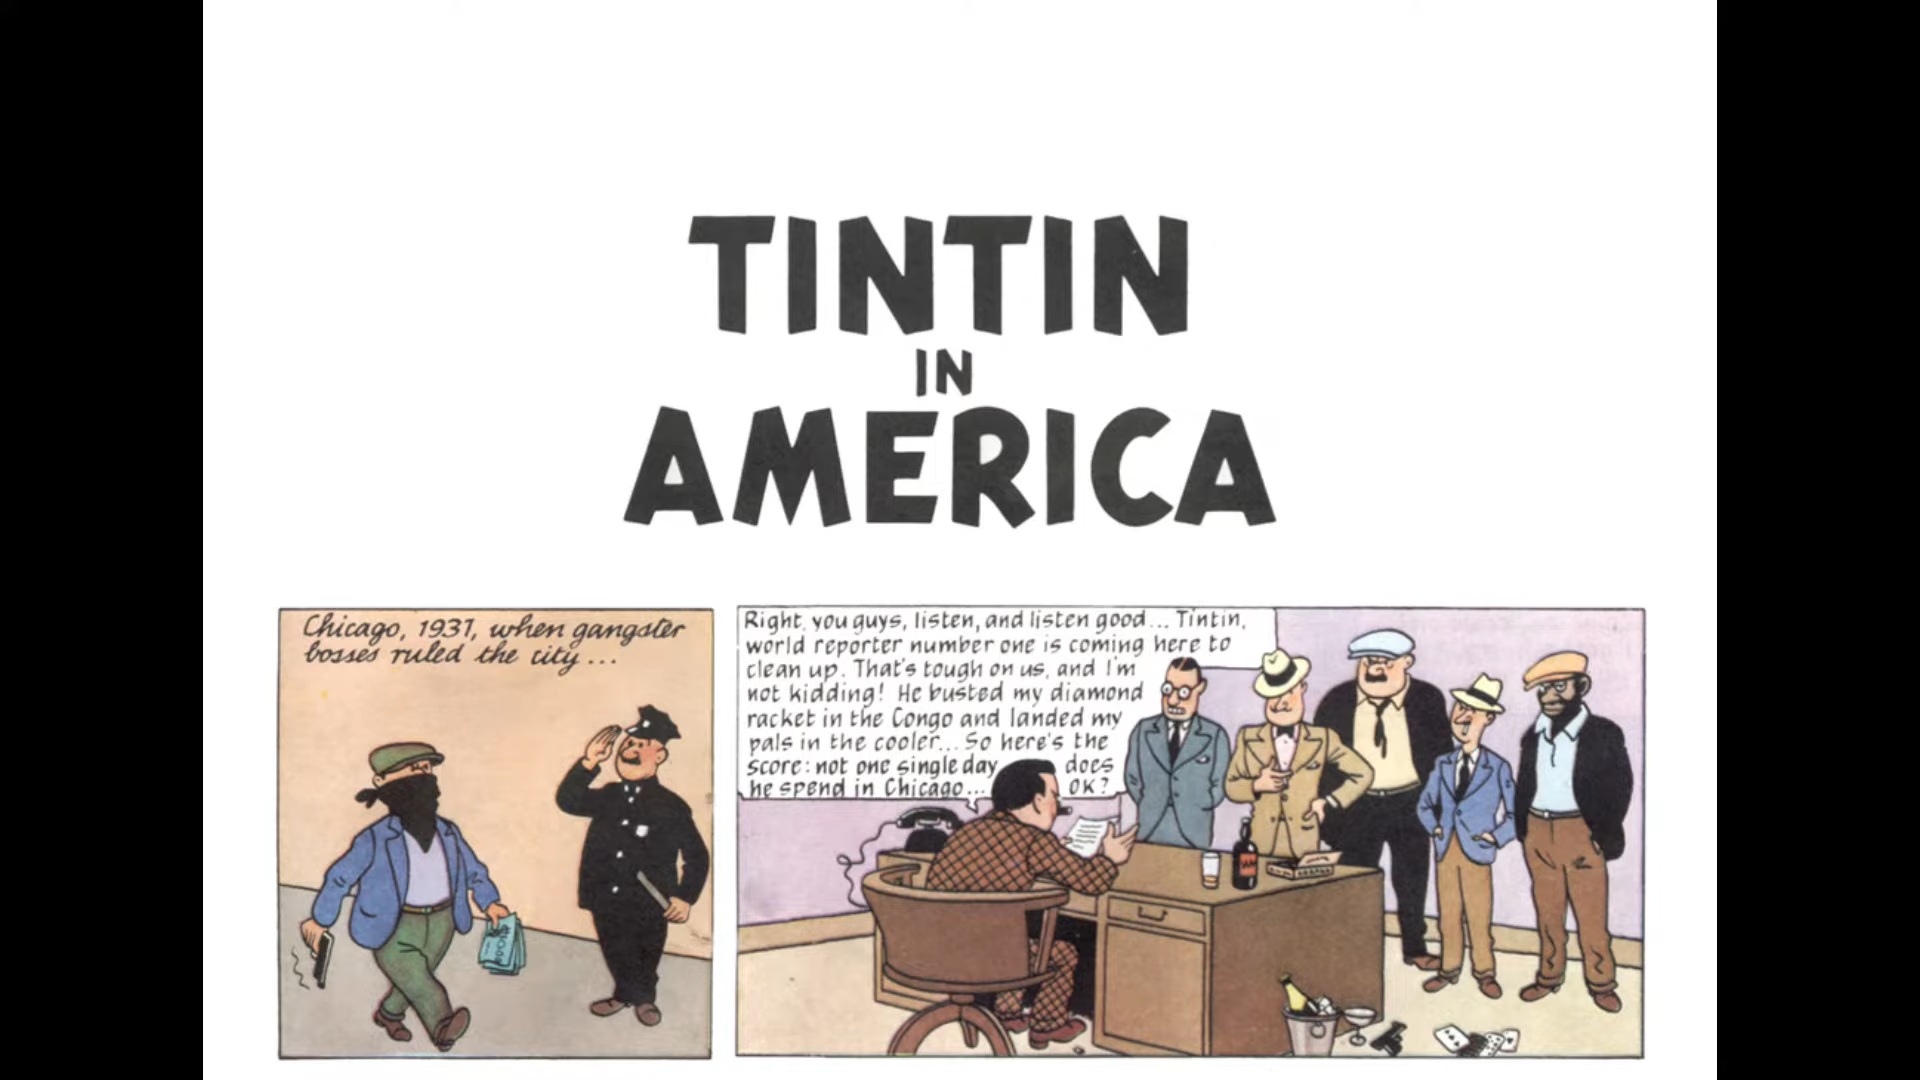 TINTIN
IN
AMERICA
Chicago, 1931, when gangster
bosses ruled the city ...
Right, you guys, listen, and listen good... Tintin,
world reporter number one is coming here to
clean up. That's tough on us, and I'm
not kidding! He busted my diamond
racket in the Congo and landed my
pals in the cooler... So here's the
score: not one single day does
he spend in Chicago... OK?